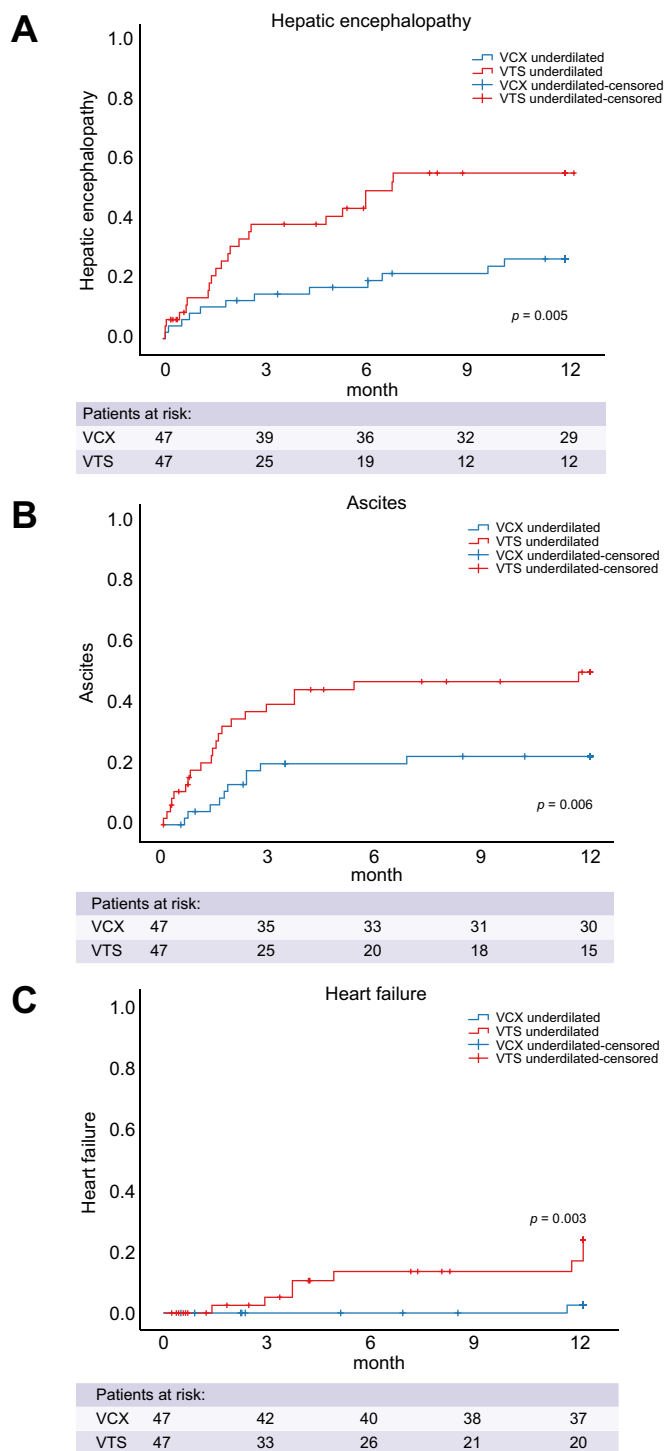 A
Hepatic encephalopathy
VCX underdilated
VTS underdilated
VCX underdilated-censored
VTS underdilated-censored
Hepatic encephalopathy
1.0
0.8
0.6
0.4
0.2
0.0
p = 0.005
0 3 6 9 12
month
Patients at risk:
VCX 47 39 36 32 29
VTS 47 25 19 12 12
B
Ascites
VCX underdilated
VTS underdilated
VCX underdilated-censored
VTS underdilated-censored
Ascites
1.0
0.8
0.6
0.4
0.2
0.0
p = 0.006
0 3 6 9 12
month
Patients at risk:
VCX 47 35 33 31 30
VTS 47 25 20 18 15
C
Heart failure
VCX underdilated
VTS underdilated
VCX underdilated-censored
VTS underdilated-censored
Heart failure
1.0
0.8
0.6
0.4
0.2
0.0
p = 0.003
0 3 6 9 12
month
Patients at risk:
VCX 47 42 40 38 37
VTS 47 33 26 21 20